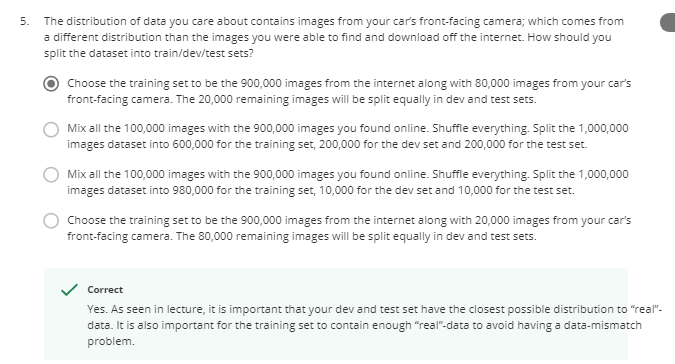 5. The distribution of data you care about contains images from your car's front-facing camera; which comes from
a different distribution than the images you were able to find and download off the internet. How should you
split the dataset into train/dev/test sets?
Choose the training set to be the 900,000 images from the internet along with 80,000 images from your car's
front-facing camera. The 20,000 remaining images will be split equally in dev and test sets.
Mix all the 100,000 images with the 900,000 images you found online. Shuffle everything. Split the 1,000,000
images dataset into 600,000 for the training set, 200,000 for the dev set and 200,000 for the test set.
Mix all the 100,000 images with the 900,000 images you found online. Shuffle everything. Split the 1,000,000
images dataset into 980,000 for the training set, 10,000 for the dev set and 10,000 for the test set.
Choose the training set to be the 900,000 images from the internet along with 20,000 images from your car's
front-facing camera. The 80,000 remaining images will be split equally in dev and test sets.
Correct
Yes. As seen in lecture, it is important that your dev and test set have the closest possible distribution to "real"-
data. It is also important for the training set to contain enough "real"-data to avoid having a data-mismatch
problem.